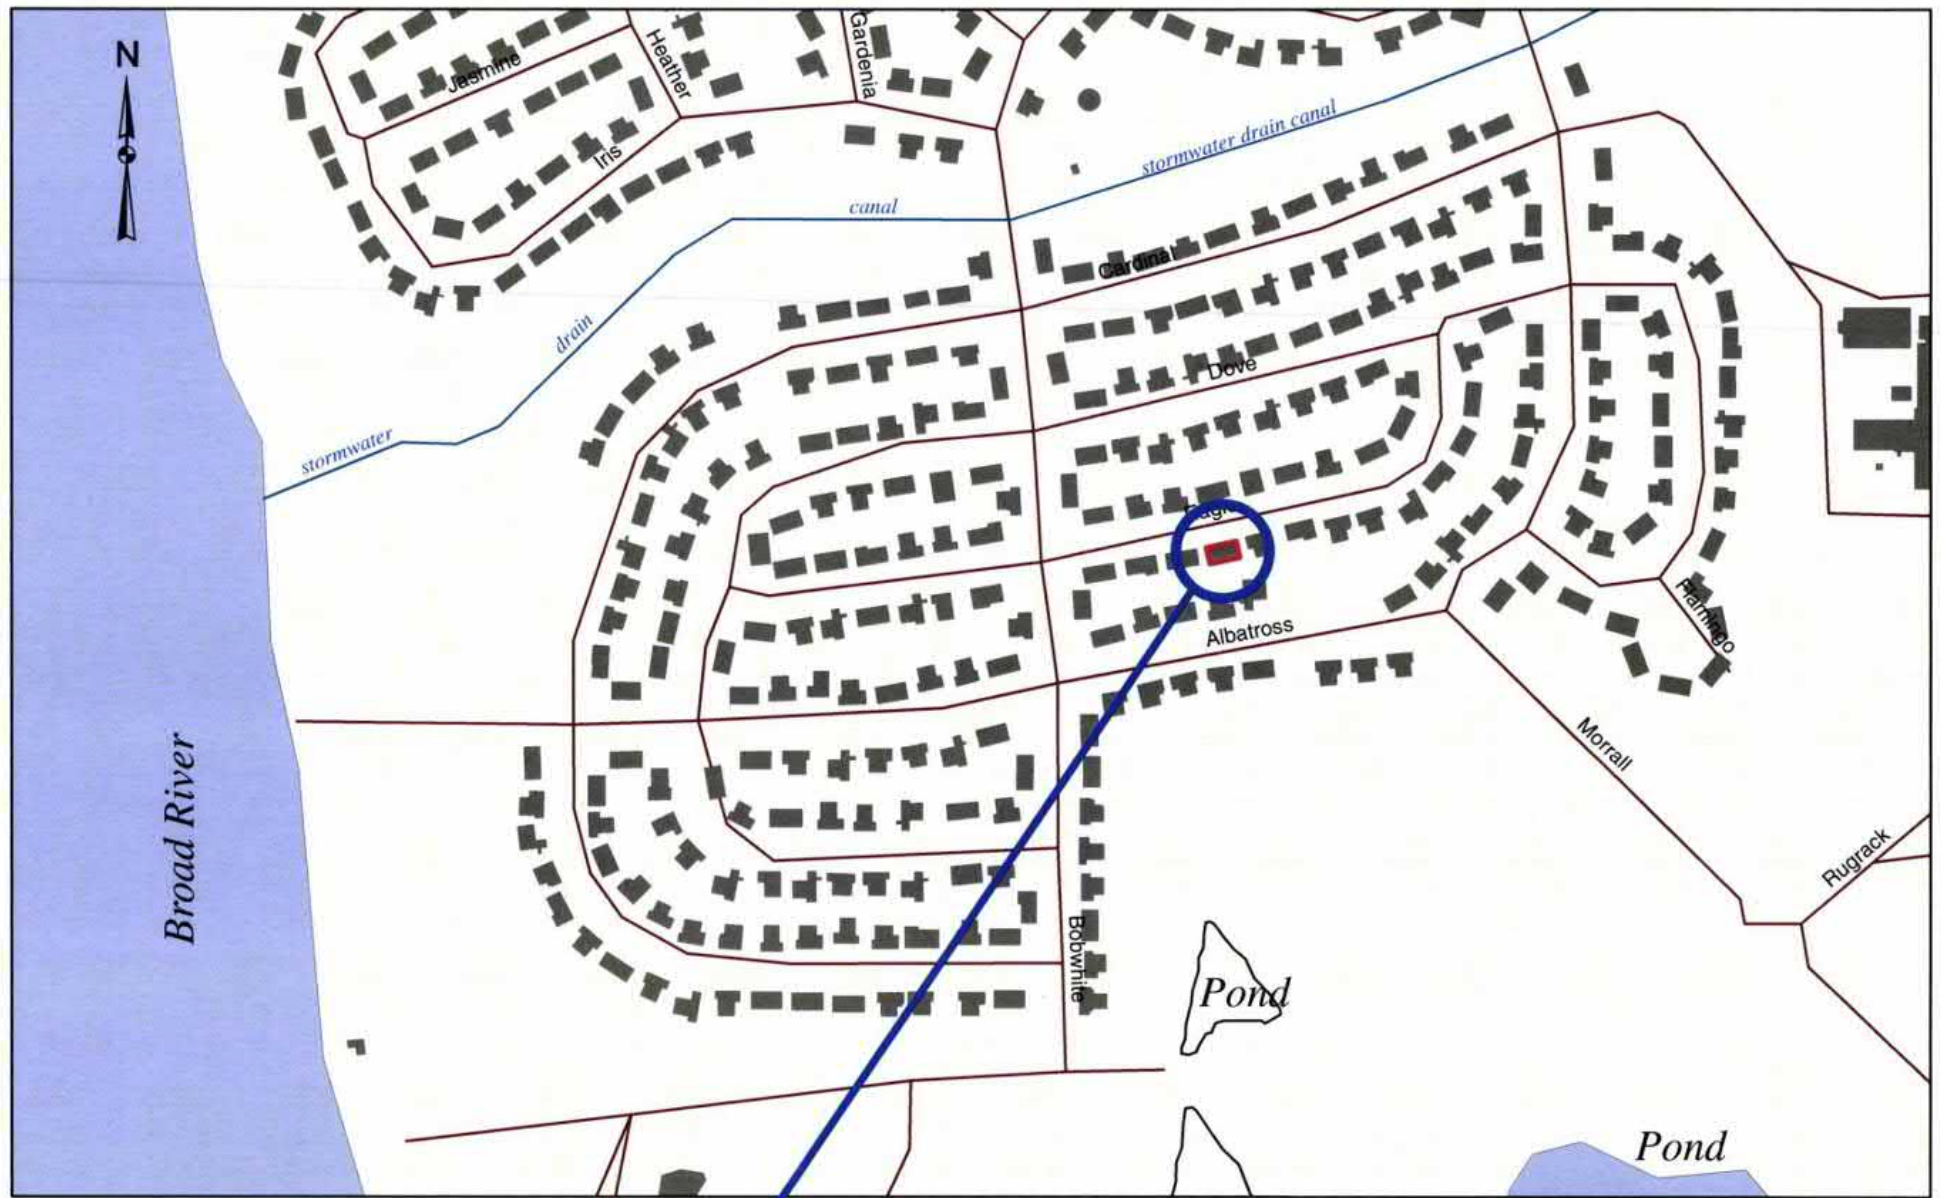 N
Jasmine
Heather
Gardenia
Iris
stormwater drain canal
canal
drain
stormwater
Cardinal
Dove
Eagle
Albatross
Flamingo
Morrall
Rugrack
Bobwhite
Broad River
Pond
Pond